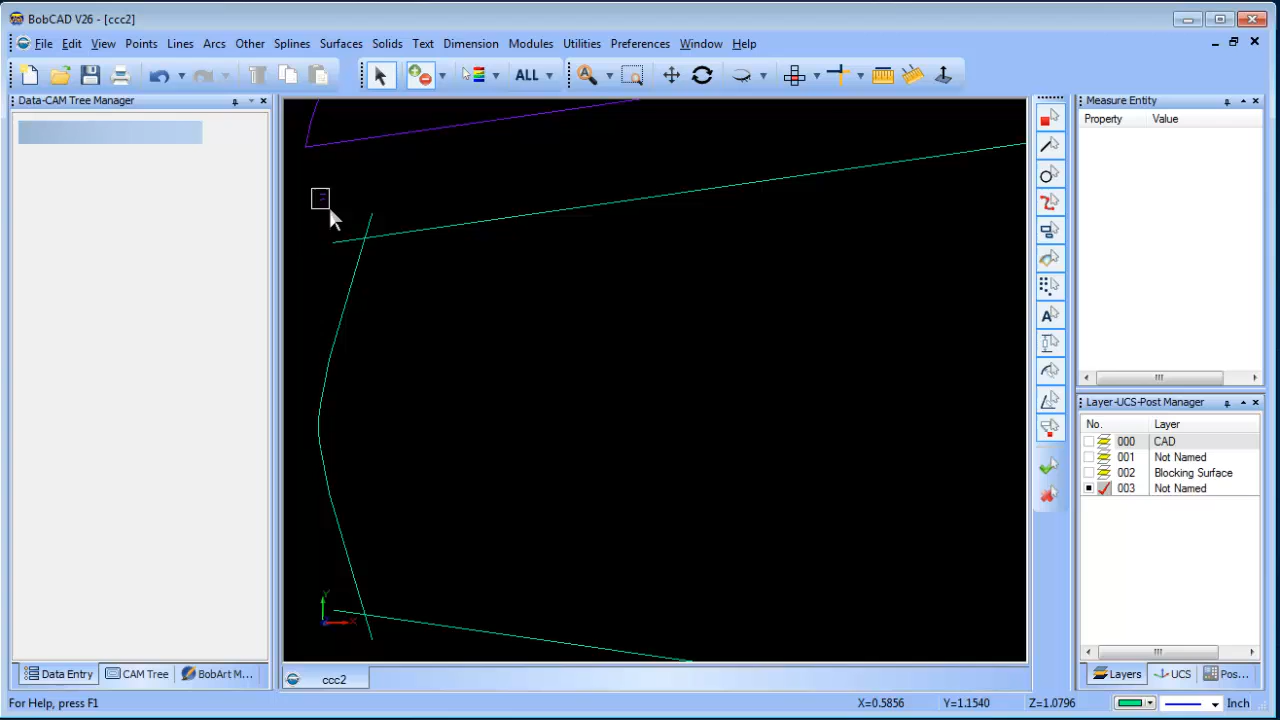 BobCAD V26 - [ccc2]
File Edit View Points Lines Arcs Other Splines Surfaces Solids Text Dimension Modules Utilities Preferences Window Help
ALL
Data-CAM Tree Manager
Measure Entity
Property Value
Layer-UCS-Post Manager
No. Layer
000 CAD
001 Not Named
002 Blocking Surface
003 Not Named
Y
X
A
Data Entry CAM Tree BobArt M...
ccc2
Layers UCS Pos...
For Help, press F1
X=0.5856 Y=1.1540 Z=1.0796 Inch